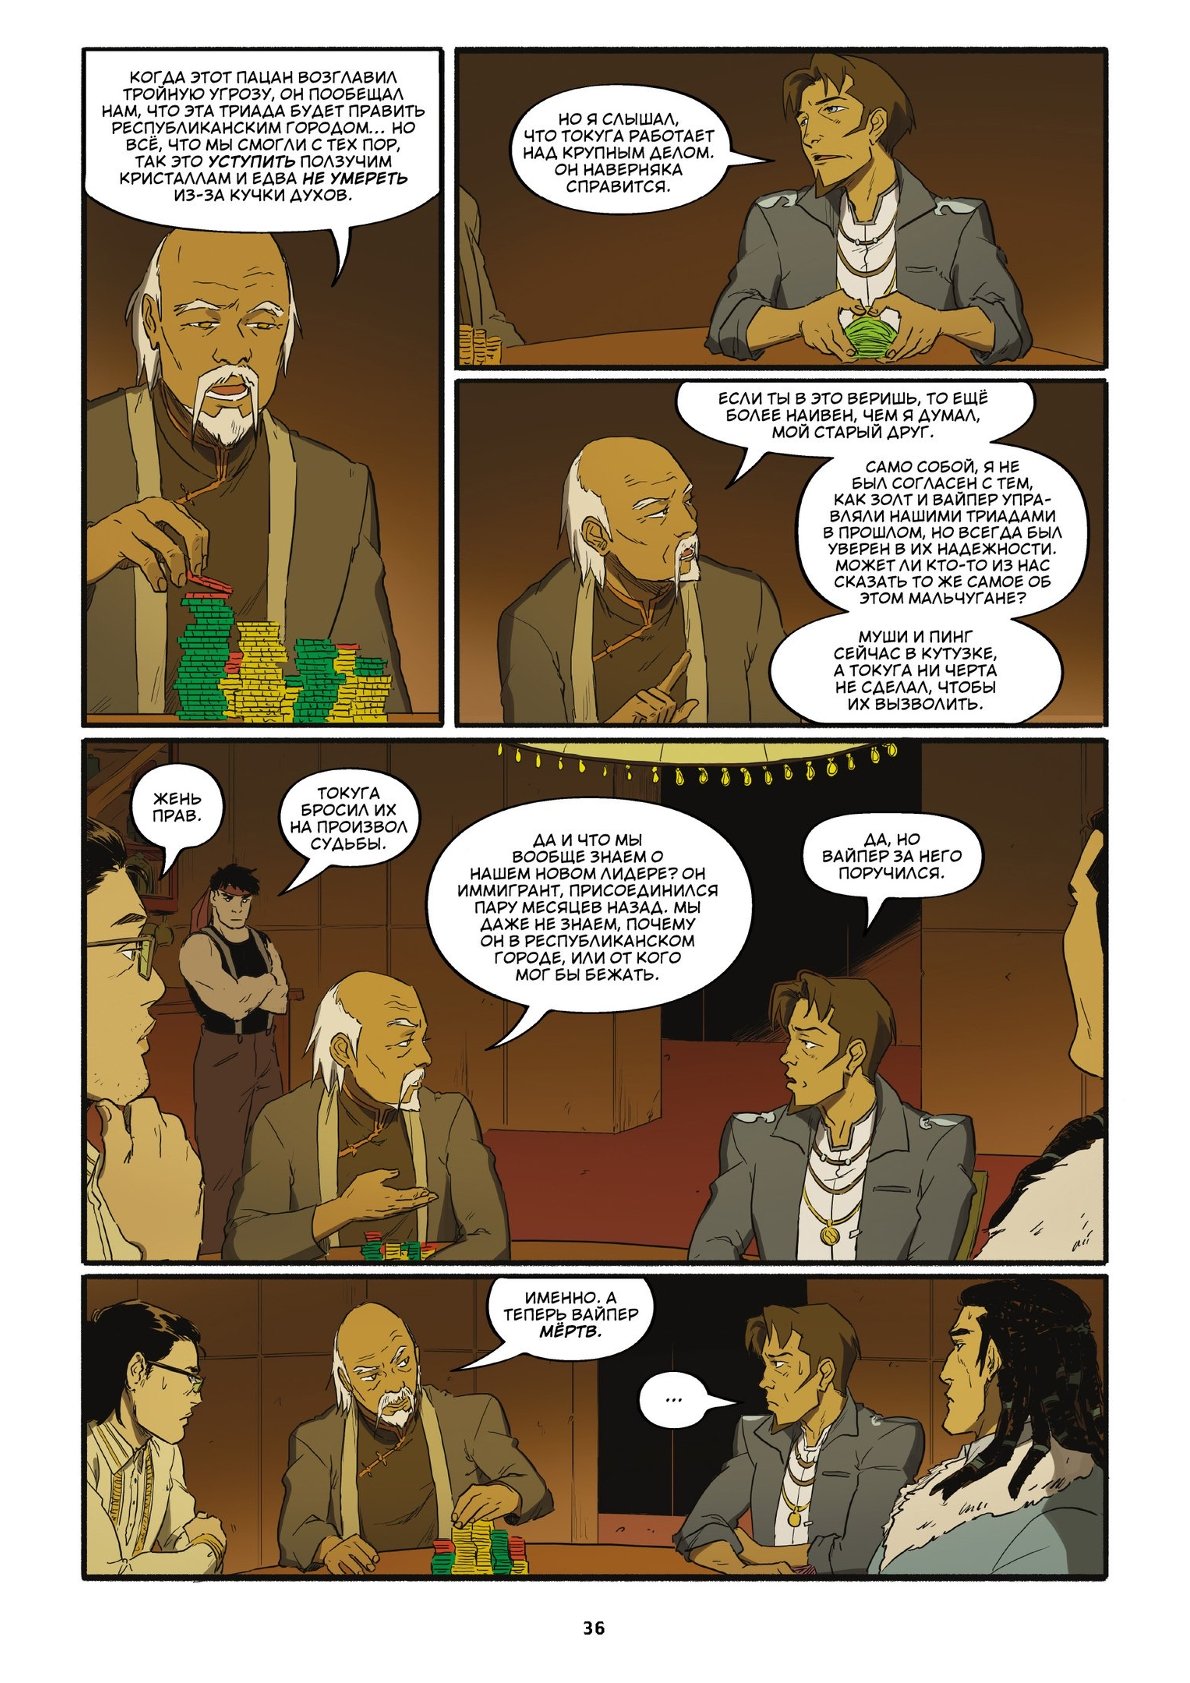 КОГДА ЭТОТ ПАЦАН ВОЗГЛАВИЛ
ТРОЙНУЮ УГРОЗУ, ОН ПООБЕЩАЛ
НАМ, ЧТО ЭТА ТРИАДА БУДЕТ ПРАВИТЬ
РЕСПУБЛИКАНСКИМ ГОРОДОМ... НО
ВСЁ, ЧТО МЫ СМОГЛИ С ТЕХ ПОР,
ТАК ЭТО УСТУПИТЬ ПОЛЗУЧИМ
КРИСТАЛЛАМ И ЕДВА НЕ УМЕРЕТЬ
ИЗ-ЗА КУЧКИ ДУХОВ.
НО Я СЛЫШАЛ,
ЧТО ТОКУГА РАБОТАЕТ
НАД КРУПНЫМ ДЕЛОМ.
ОН НАВЕРНЯКА
СПРАВИТСЯ.
ЕСЛИ ТЫ В ЭТО ВЕРИШЬ, ТО ЕЩЁ
БОЛЕЕ НАИВЕН, ЧЕМ Я ДУМАЛ,
МОЙ СТАРЫЙ ДРУГ.
САМО СОБОЙ, Я НЕ
БЫЛ СОГЛАСЕН С ТЕМ,
КАК ЗОЛТ И ВАЙПЕР УПРА-
ВЛЯЛИ НАШИМИ ТРИАДАМИ
В ПРОШЛОМ, НО ВСЕГДА БЫЛ
УВЕРЕН В ИХ НАДЕЖНОСТИ.
МОЖЕТ ЛИ КТО-ТО ИЗ НАС
СКАЗАТЬ ТО ЖЕ САМОЕ ОБ
ЭТОМ МАЛЬЧУГАНЕ?
МУШИ И ПИНГ
СЕЙЧАС В КУТУЗКЕ,
А ТОКУГА НИ ЧЕРТА
НЕ СДЕЛАЛ, ЧТОБЫ
ИХ ВЫЗВОЛИТЬ.
ЖЕНЬ
ПРАВ.
ТОКУГА
БРОСИЛ ИХ
НА ПРОИЗВОЛ
СУДЬБЫ.
ДА И ЧТО МЫ
ВООБЩЕ ЗНАЕМ О
НАШЕМ НОВОМ ЛИДЕРЕ? ОН
ИММИГРАНТ, ПРИСОЕДИНИЛСЯ
ПАРУ МЕСЯЦЕВ НАЗАД. МЫ
ДАЖЕ НЕ ЗНАЕМ, ПОЧЕМУ
ОН В РЕСПУБЛИКАНСКОМ
ГОРОДЕ, ИЛИ ОТ КОГО
МОГ БЫ БЕЖАТЬ.
ДА, НО
ВАЙПЕР ЗА НЕГО
ПОРУЧИЛСЯ.
ИМЕННО. А
ТЕПЕРЬ ВАЙПЕР
МЁРТВ.
...
36